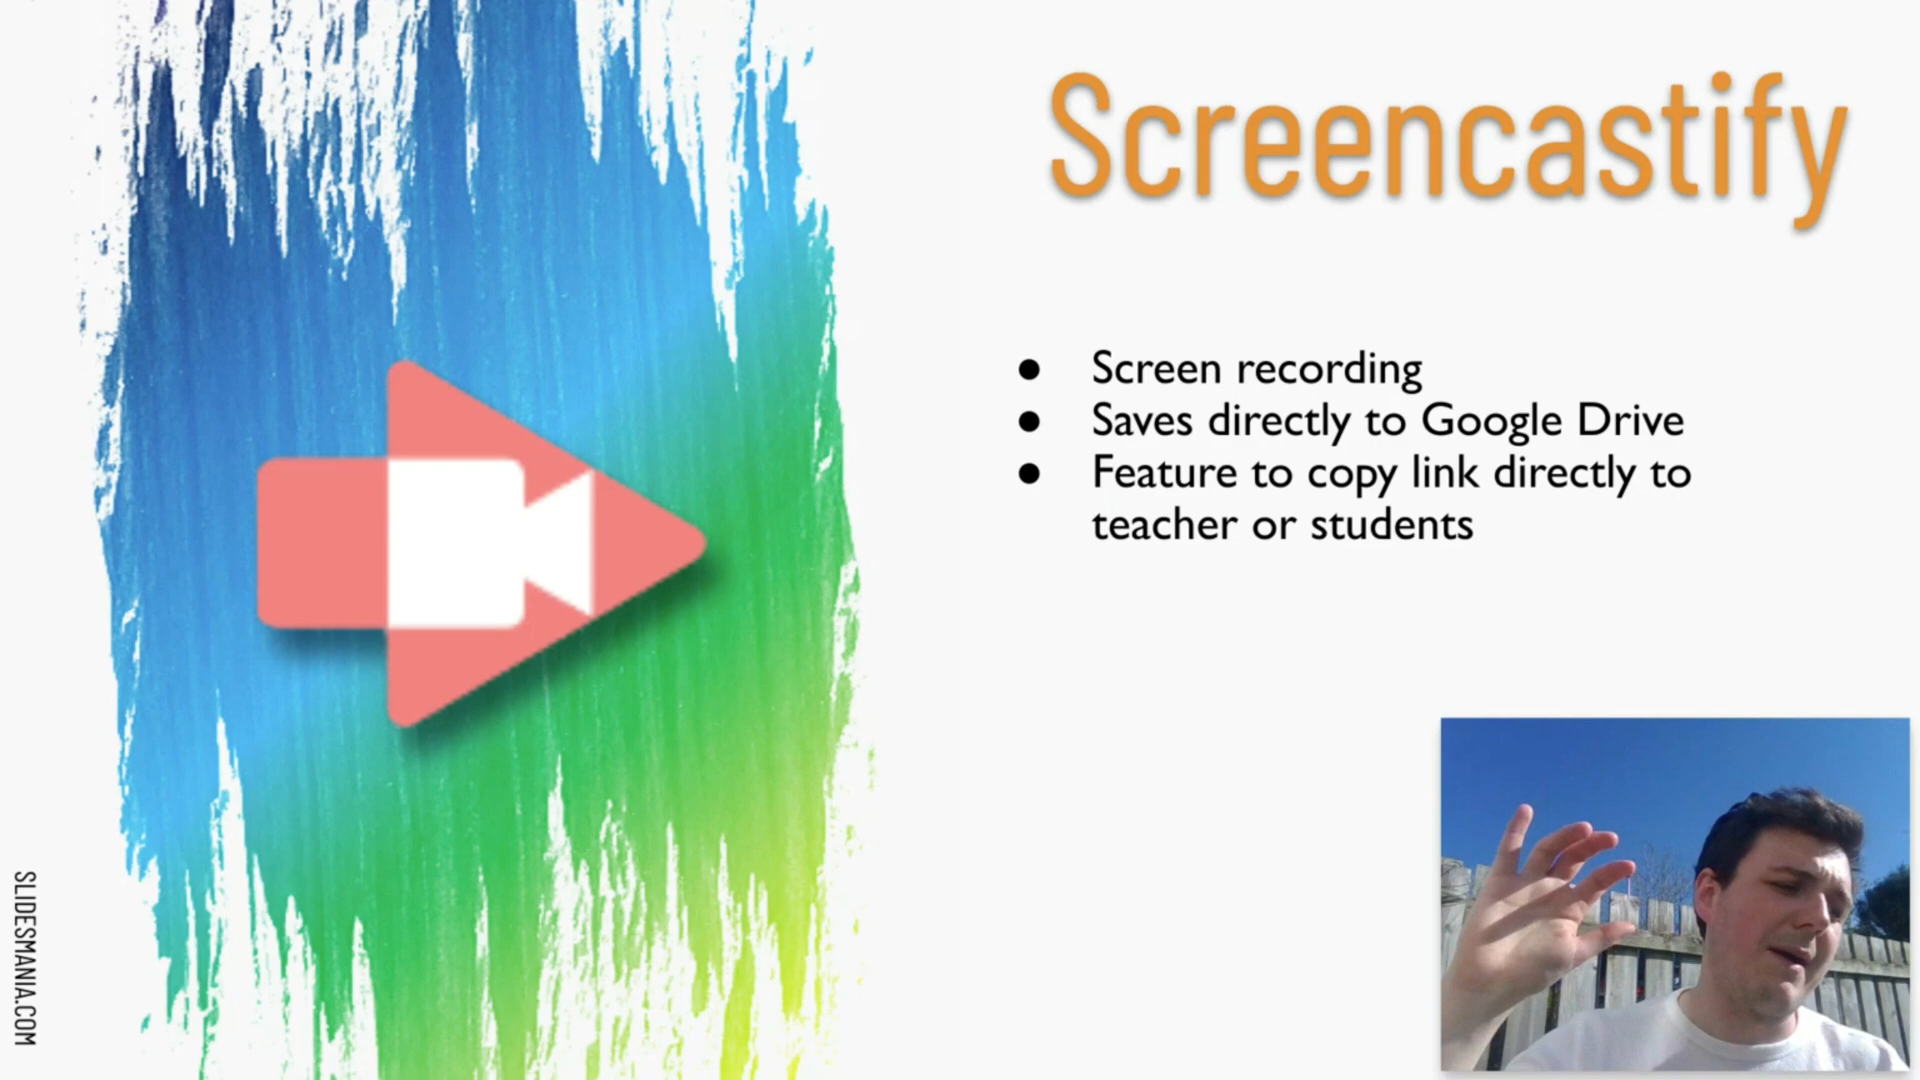 Screencastify
● Screen recording
● Saves directly to Google Drive
● Feature to copy link directly to
teacher or students
SLIDESMANIA.COM